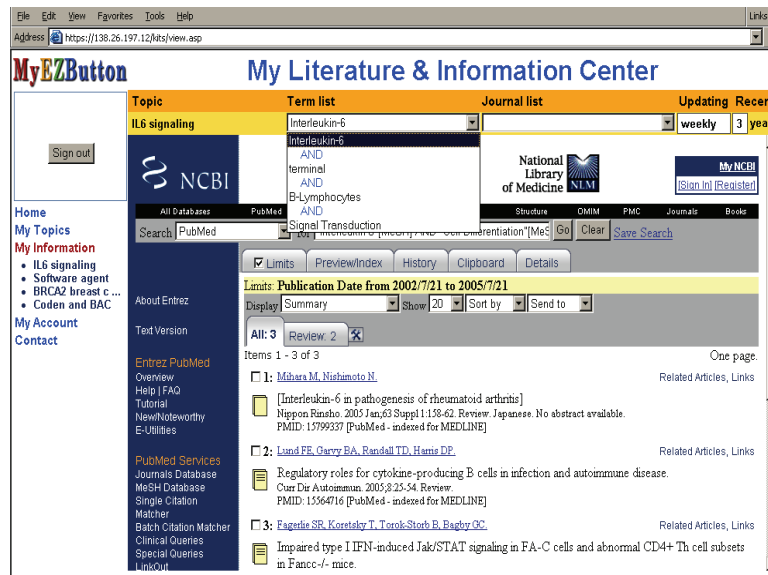 File Edit View Favorites Tools Help Links
Address https://138.26.197.12/kits/view.asp
MyEZButton My Literature & Information Center
Topic Term list Journal list Updating Recen
IL6 signaling Interleukin-6 weekly 3 yea
Interleukin-6
AND
terminal
AND
B-Lymphocytes
AND
Signal Transduction
Sign out
NCBI
National
Library
of Medicine NLM
My NCBI
[Sign In] [Register]
All Databases PubMed Structure OMIM PMC Journals Books
Search PubMed for Go Clear Save Search
Limits Preview/Index History Clipboard Details
Limits: Publication Date from 2002/7/21 to 2005/7/21
Display Summary Show 20 Sort by Send to
All: 3 Review: 2
Items 1 - 3 of 3 One page.
Home
My Topics
My Information
IL6 signaling
Software agent
BRCA2 breast c ...
Coden and BAC
My Account
Contact
About Entrez
Text Version
Entrez PubMed
Overview
Help | FAQ
Tutorial
New/Noteworthy
E-Utilities
PubMed Services
Journals Database
MeSH Database
Single Citation
Matcher
Batch Citation Matcher
Clinical Queries
Special Queries
LinkOut
1: Mihara M, Nishimoto N. Related Articles, Links
[Interleukin-6 in pathogenesis of rheumatoid arthritis]
Nippon Rinsho. 2005 Jan;63 Suppl 1:158-62. Review. Japanese. No abstract available.
PMID: 15799337 [PubMed - indexed for MEDLINE]
2: Lund FE, Garvy BA, Randall TD, Harris DP. Related Articles, Links
Regulatory roles for cytokine-producing B cells in infection and autoimmune disease.
Curr Dir Autoimmun. 2005;8:25-54. Review.
PMID: 15564716 [PubMed - indexed for MEDLINE]
3: Fagerlie SR, Koretsky T, Torok-Storb B, Bagby GC. Related Articles, Links
Impaired type I IFN-induced Jak/STAT signaling in FA-C cells and abnormal CD4+ Th cell subsets
in Fancc-/- mice.